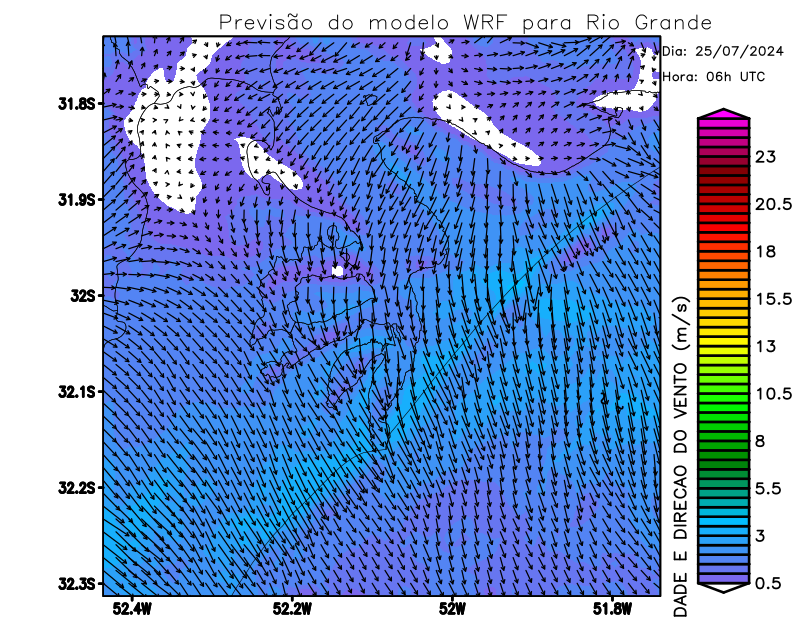 Previsão do modelo WRF para Rio Grande
Dia: 25/07/2024
Hora: 06h UTC
31.8S
31.9S
32S
32.1S
32.2S
32.3S
52.4W
52.2W
52W
51.8W
23
20.5
18
15.5
13
10.5
8
5.5
3
0.5
DADE E DIRECAO DO VENTO (m/s)